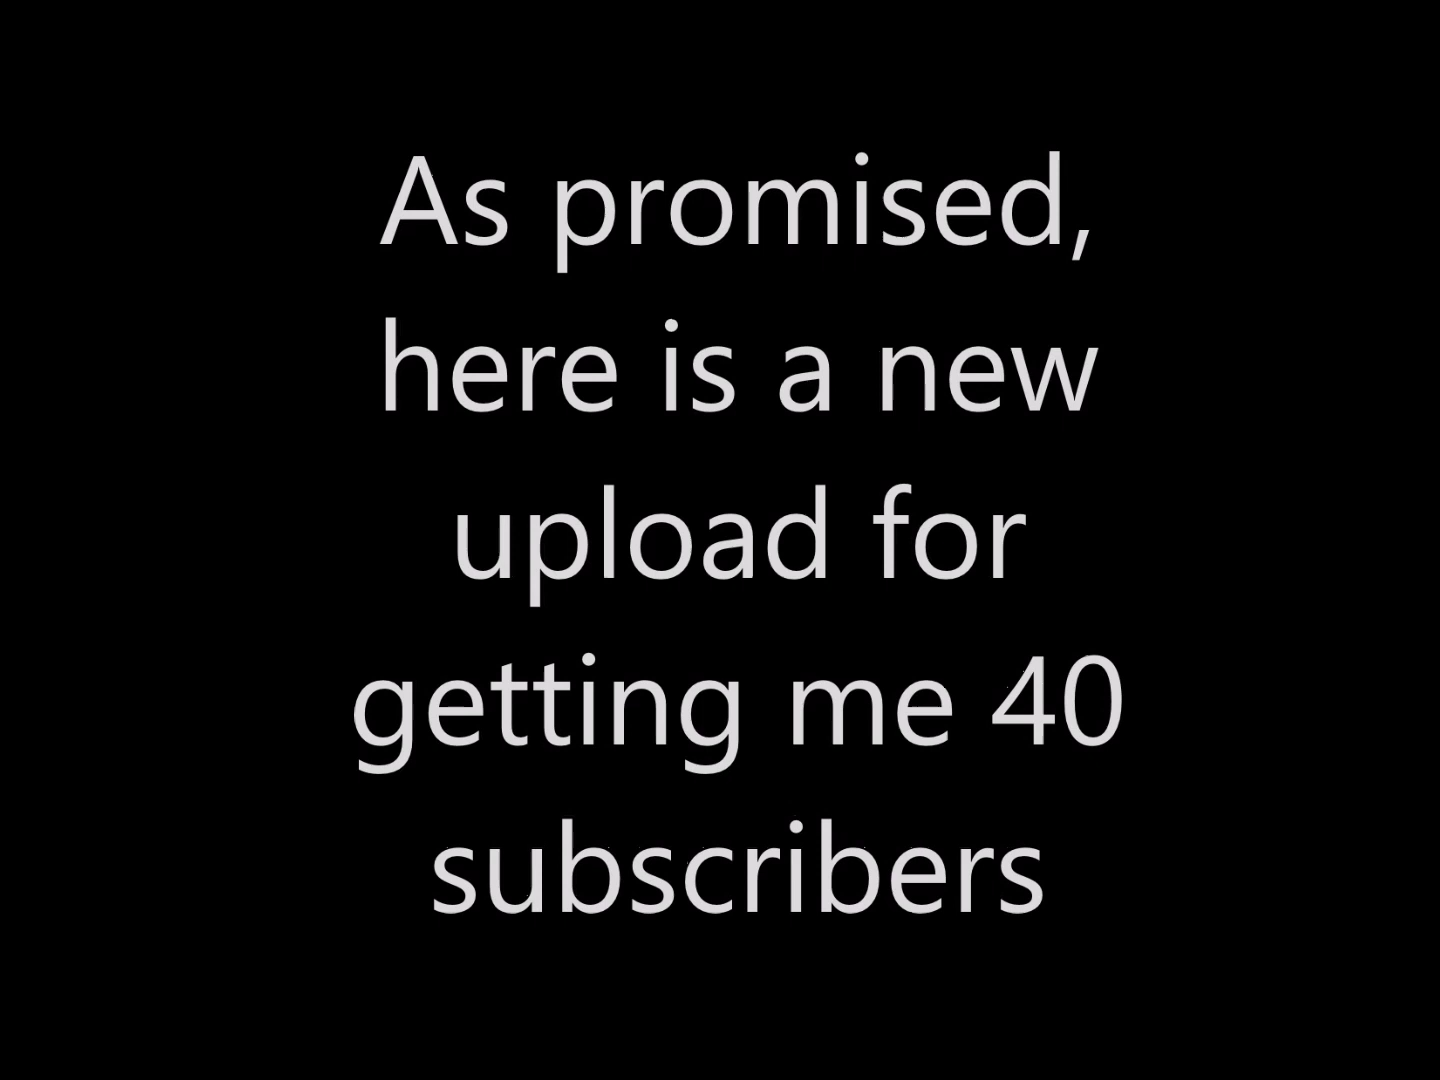 As promised,
here is a new
upload for
getting me 40
subscribers